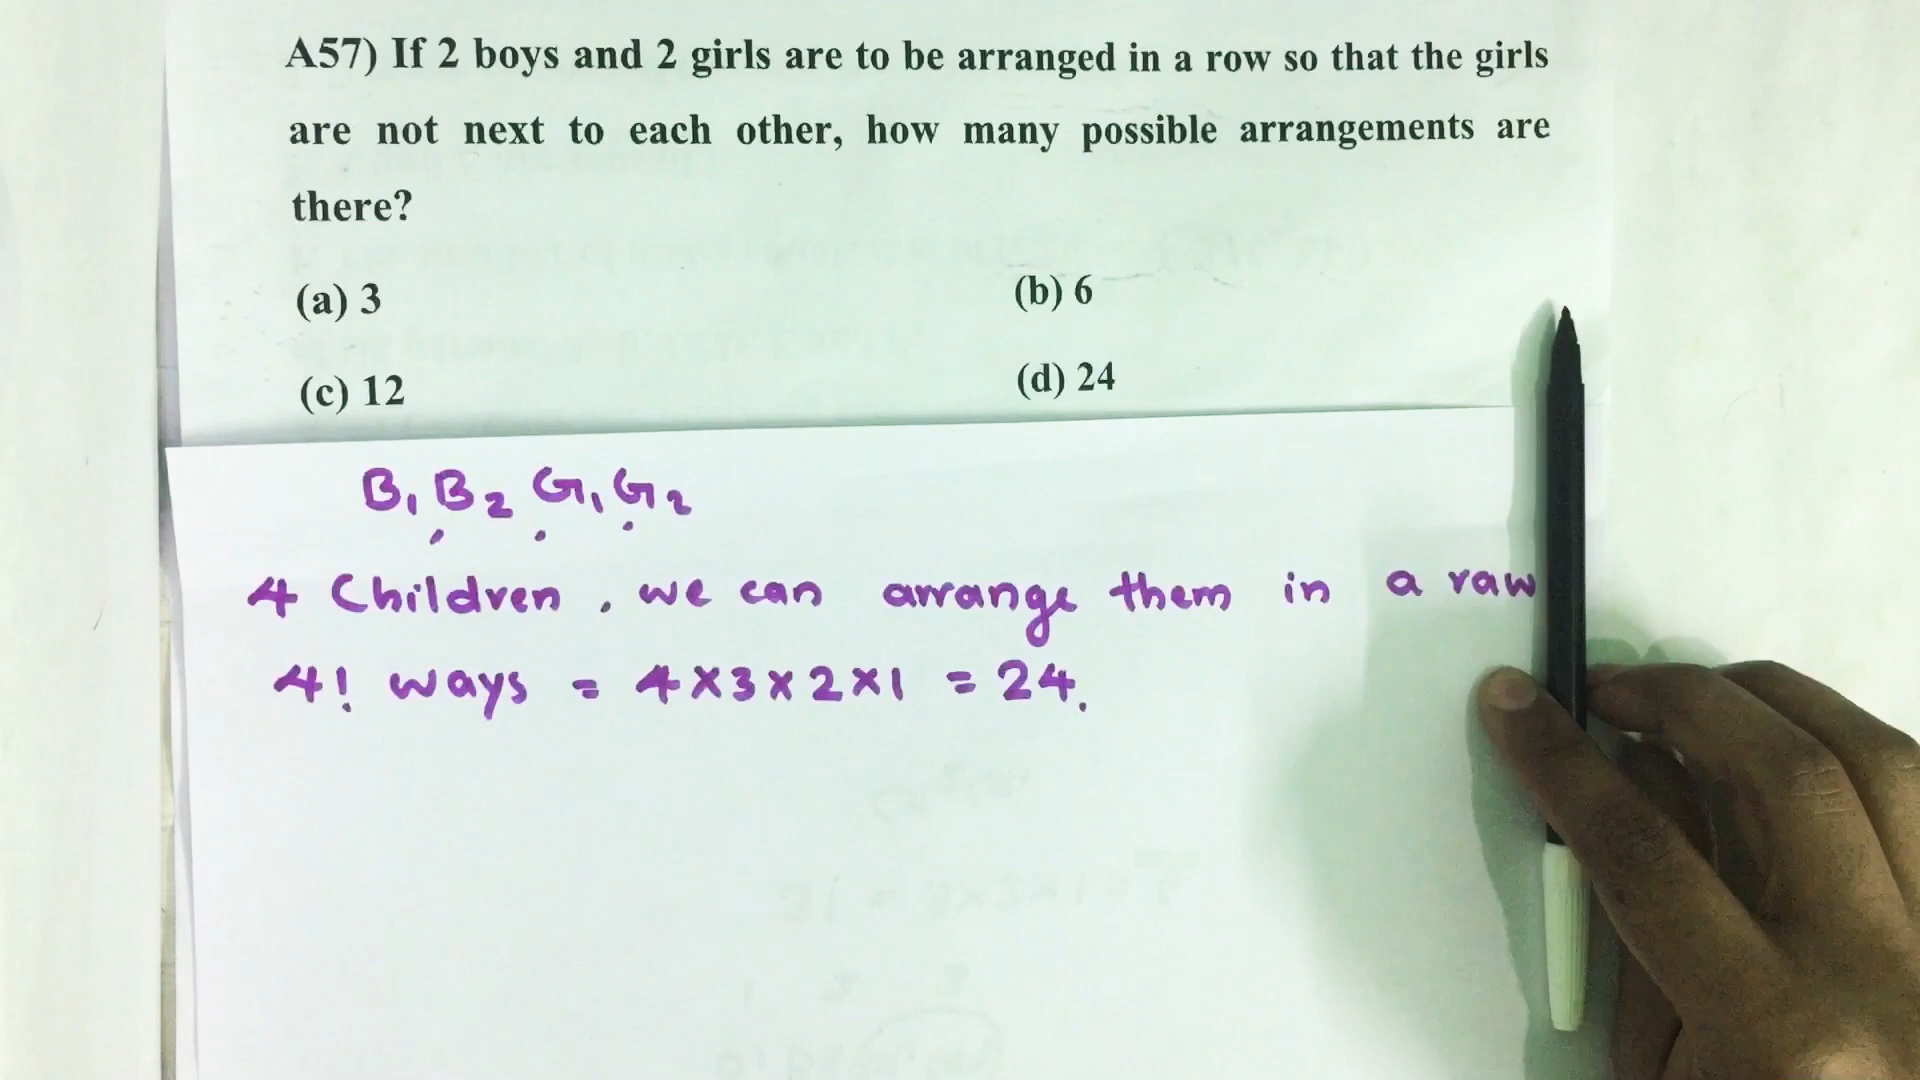 A57) If 2 boys and 2 girls are to be arranged in a row so that the girls
are not next to each other, how many possible arrangements are
there?
(a) 3 (b) 6
(c) 12 (d) 24
B₁ B₂ G₁ G₂
4 Children, we can arrange them in a raw
4! ways = 4×3×2×1 = 24.